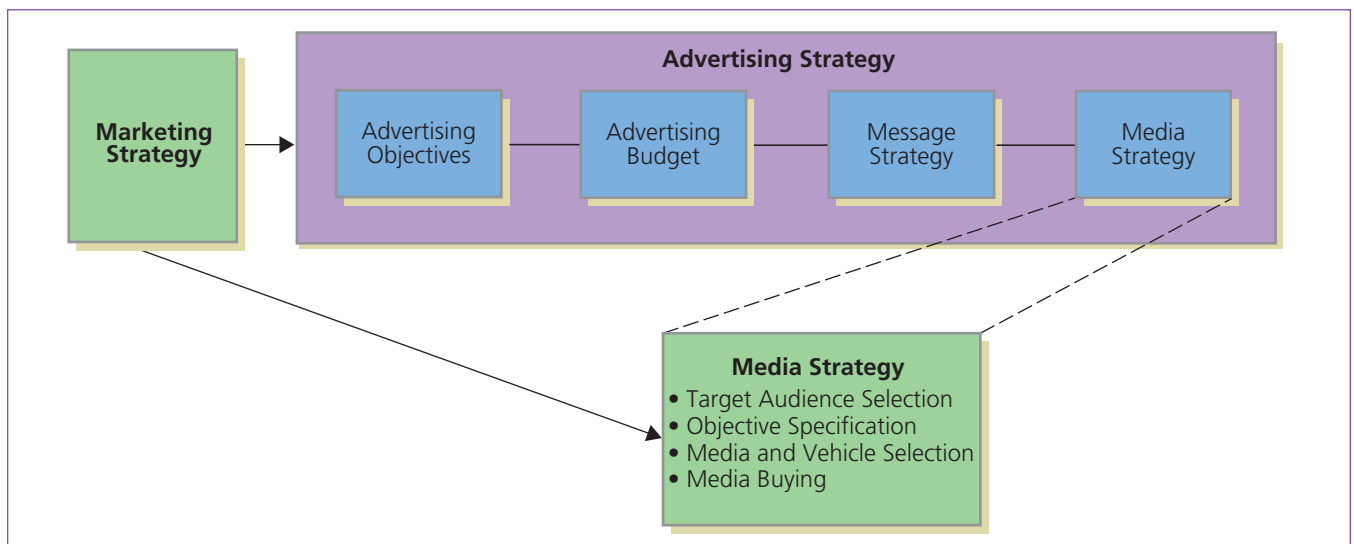 Advertising Strategy
Marketing
Strategy
Advertising
Objectives
Advertising
Budget
Message
Strategy
Media
Strategy
Media Strategy
• Target Audience Selection
• Objective Specification
• Media and Vehicle Selection
• Media Buying